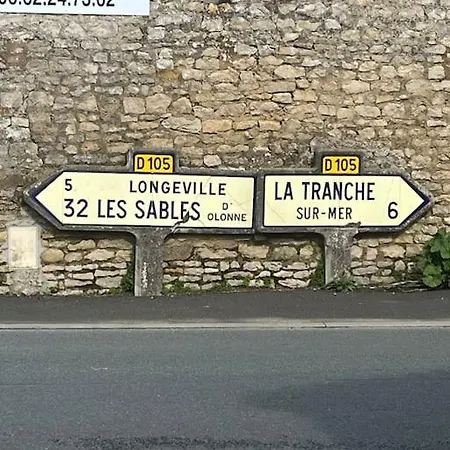 D 105
5 LONGEVILLE
32 LES SABLES D' OLONNE
D 105
LA TRANCHE
SUR-MER 6